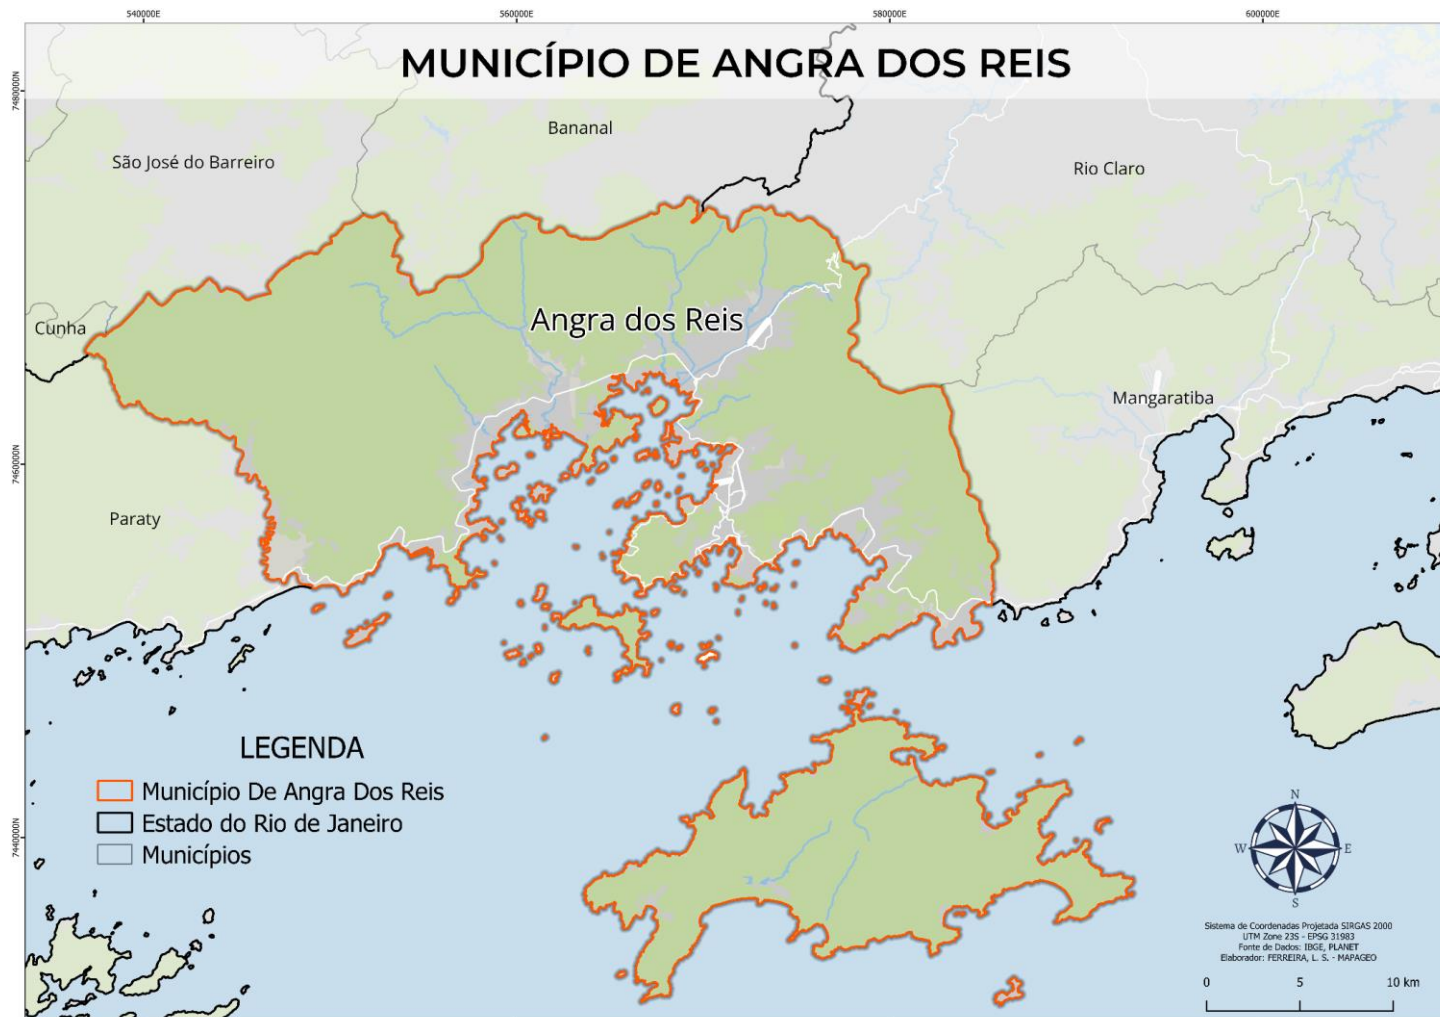 540000E
560000E
580000E
600000E
MUNICÍPIO DE ANGRA DOS REIS
7480000N
Bananal
São José do Barreiro
Rio Claro
Angra dos Reis
Cunha
Mangaratiba
7460000N
Paraty
LEGENDA
Município De Angra Dos Reis
Estado do Rio de Janeiro
Municípios
7440000N
N
W
E
S
Sistema de Coordenadas Projetada SIRGAS 2000
UTM Zone 23S - EPSG 31983
Fonte de Dados: IBGE, PLANET
Elaborador: FERREIRA, L. S. - MAPAGEO
0 5 10 km